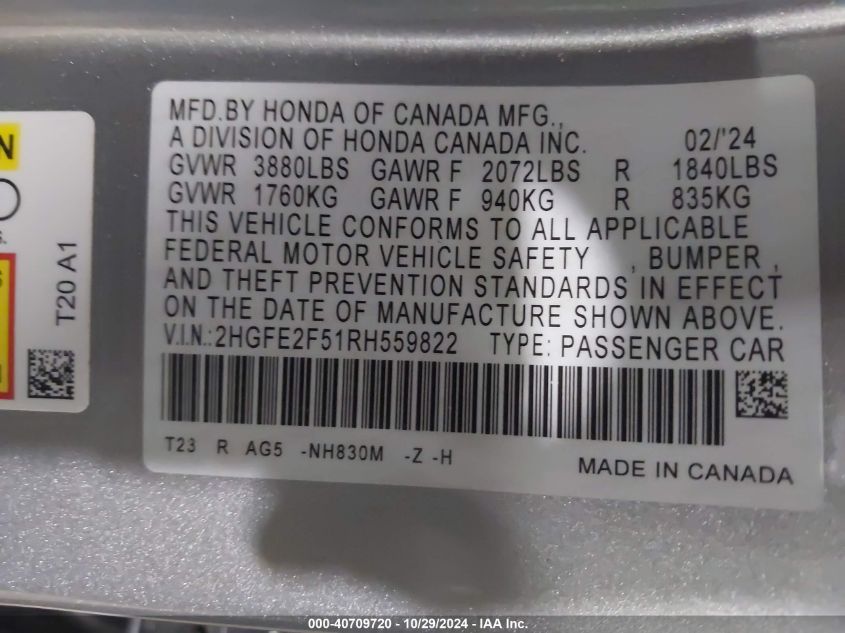 MFD.BY HONDA OF CANADA MFG.,
A DIVISION OF HONDA CANADA INC. 02/'24
GVWR 3880LBS GAWR F 2072LBS R 1840LBS
GVWR 1760KG GAWR F 940KG R 835KG
THIS VEHICLE CONFORMS TO ALL APPLICABLE
FEDERAL MOTOR VEHICLE SAFETY , BUMPER ,
AND THEFT PREVENTION STANDARDS IN EFFECT
ON THE DATE OF MANUFACTURE SHOWN ABOVE.
V.I.N.:2HGFE2F51RH559822 TYPE: PASSENGER CAR
T23 R AG5 -NH830M -Z -H
MADE IN CANADA
T20 A1
000-40709720 - 10/29/2024 - IAA Inc.